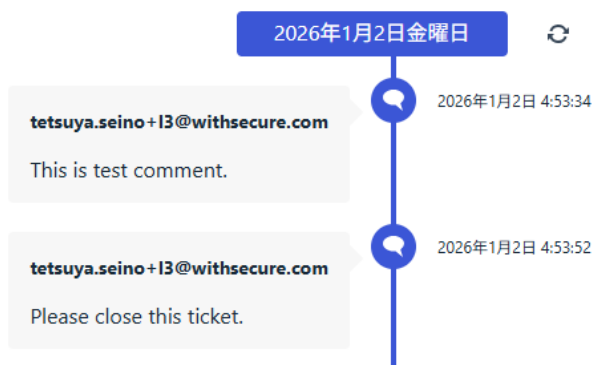 2026年1月2日金曜日
tetsuya.seino+l3@withsecure.com
2026年1月2日 4:53:34
This is test comment.
tetsuya.seino+l3@withsecure.com
2026年1月2日 4:53:52
Please close this ticket.